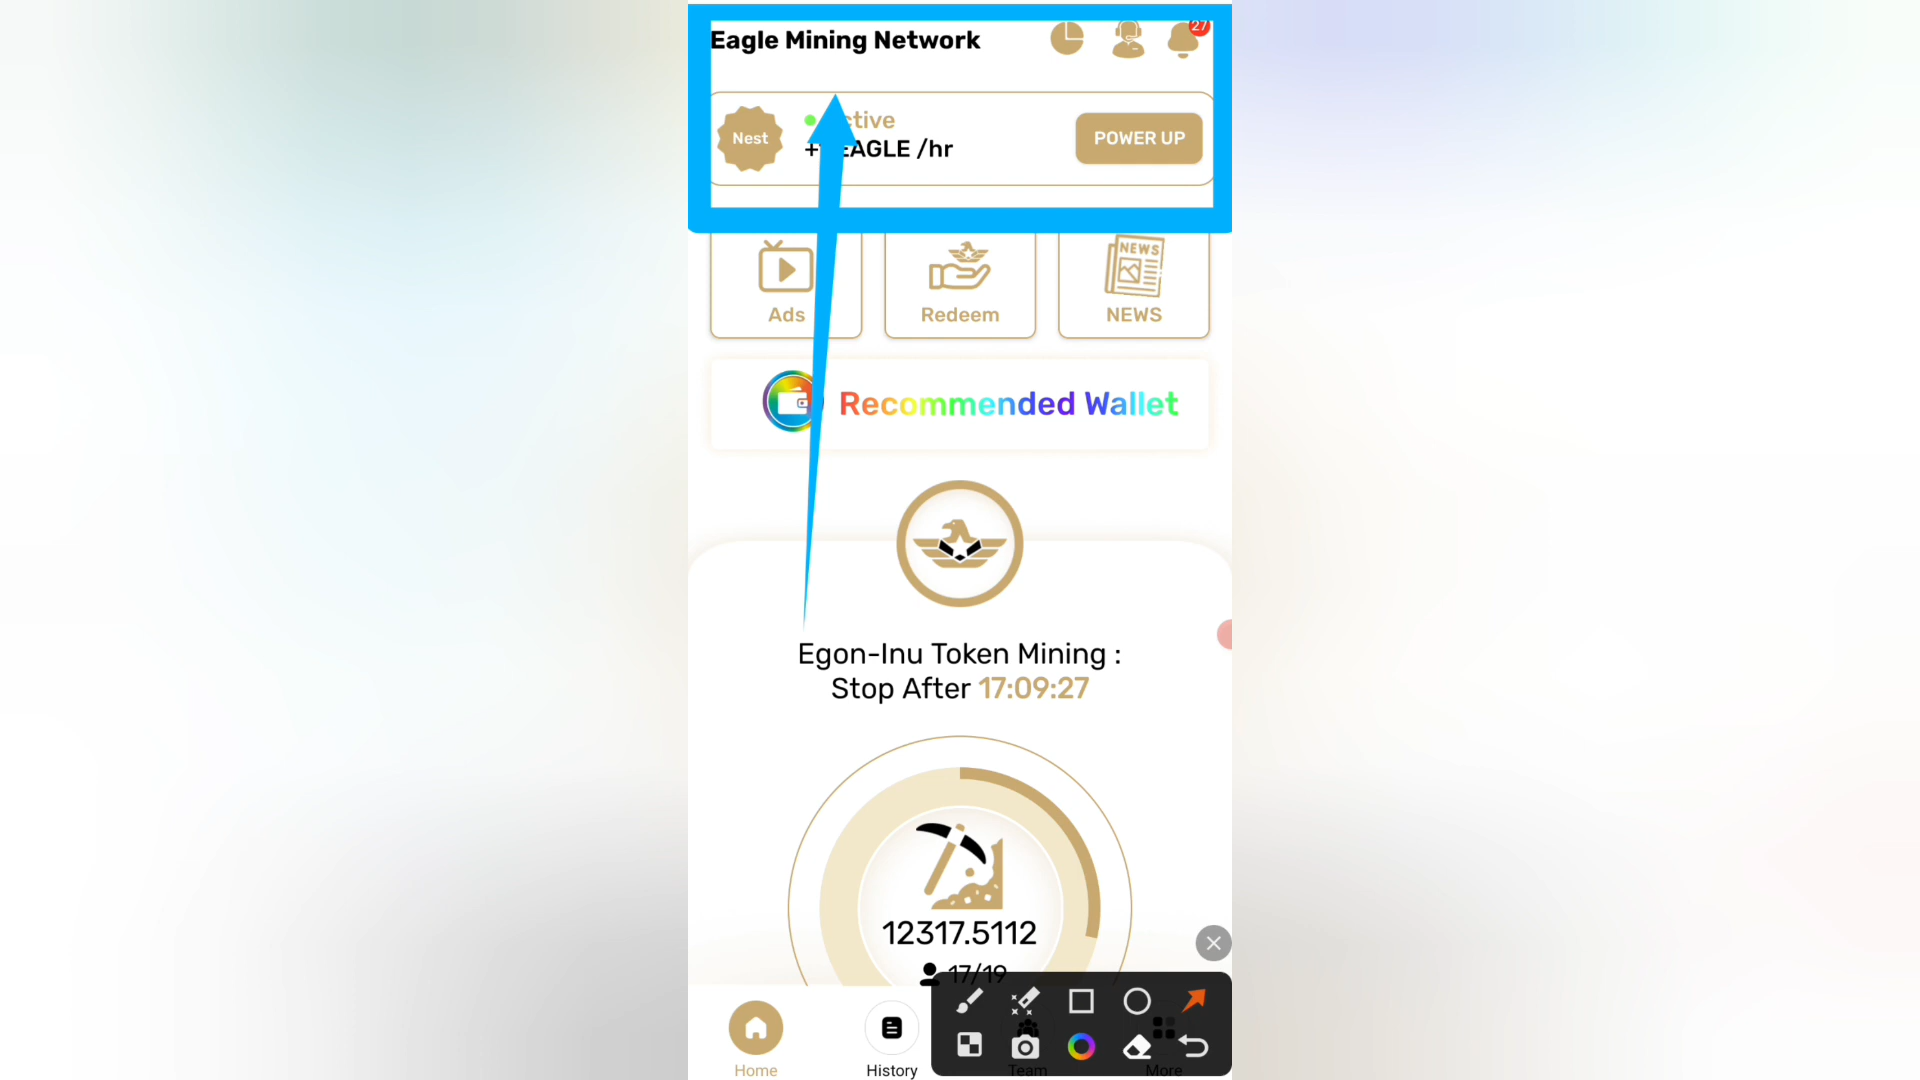 Eagle Mining Network
27
Nest
POWER UP
EAGLE /hr
Ads
Redeem
NEWS
NEWS
Recommended Wallet
Egon-Inu Token Mining :
Stop After 17:09:27
12317.5112
17/19
Home
History
Team
More